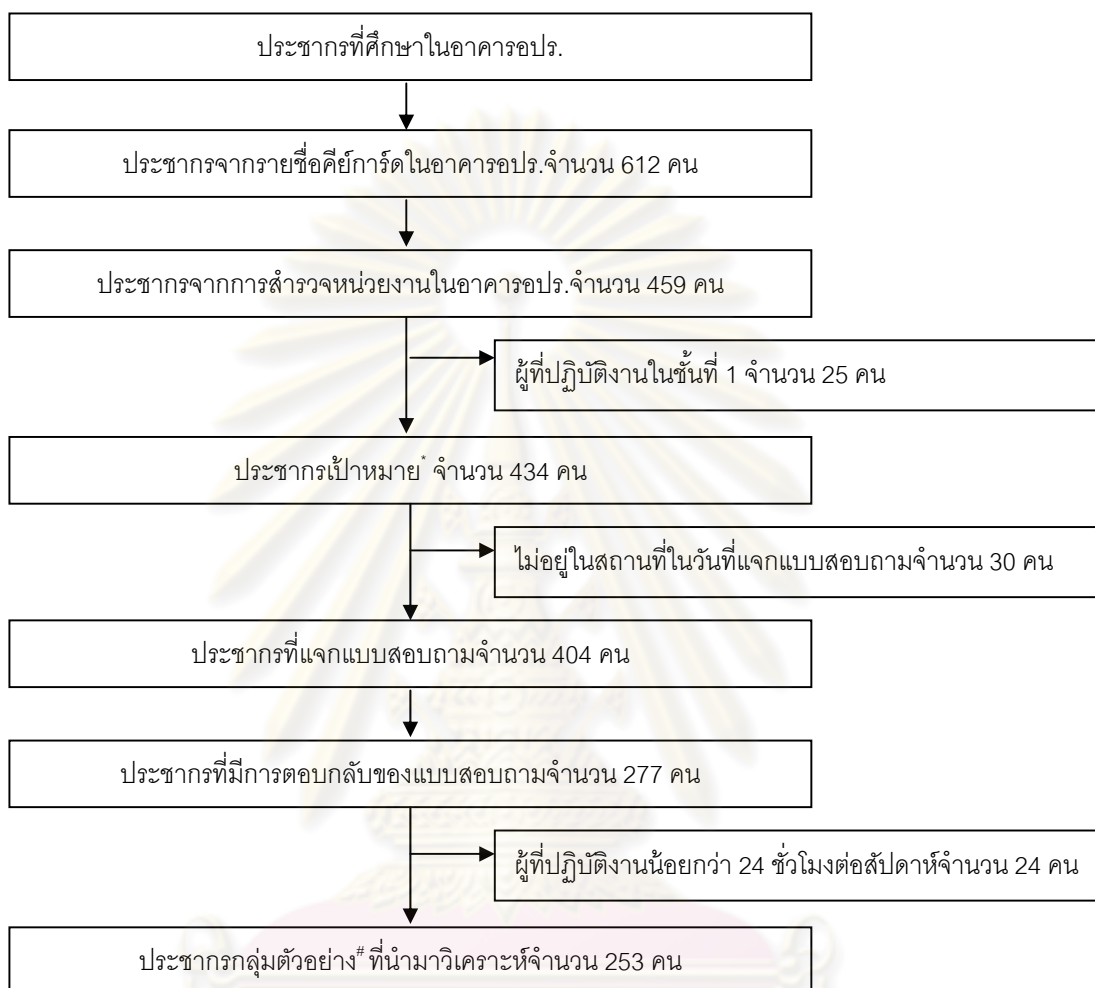 ประชากรที่ศึกษาในอาคารอปร.
ประชากรจากรายชื่อคีย์การ์ดในอาคารอปร.จำนวน 612 คน
ประชากรจากการสำรวจหน่วยงานในอาคารอปร.จำนวน 459 คน
ผู้ที่ปฏิบัติงานในชั้นที่ 1 จำนวน 25 คน
ประชากรเป้าหมาย* จำนวน 434 คน
ไม่อยู่ในสถานที่ในวันที่แจกแบบสอบถามจำนวน 30 คน
ประชากรที่แจกแบบสอบถามจำนวน 404 คน
ประชากรที่มีการตอบกลับของแบบสอบถามจำนวน 277 คน
ผู้ที่ปฏิบัติงานน้อยกว่า 24 ชั่วโมงต่อสัปดาห์จำนวน 24 คน
ประชากรกลุ่มตัวอย่าง# ที่นำมาวิเคราะห์จำนวน 253 คน